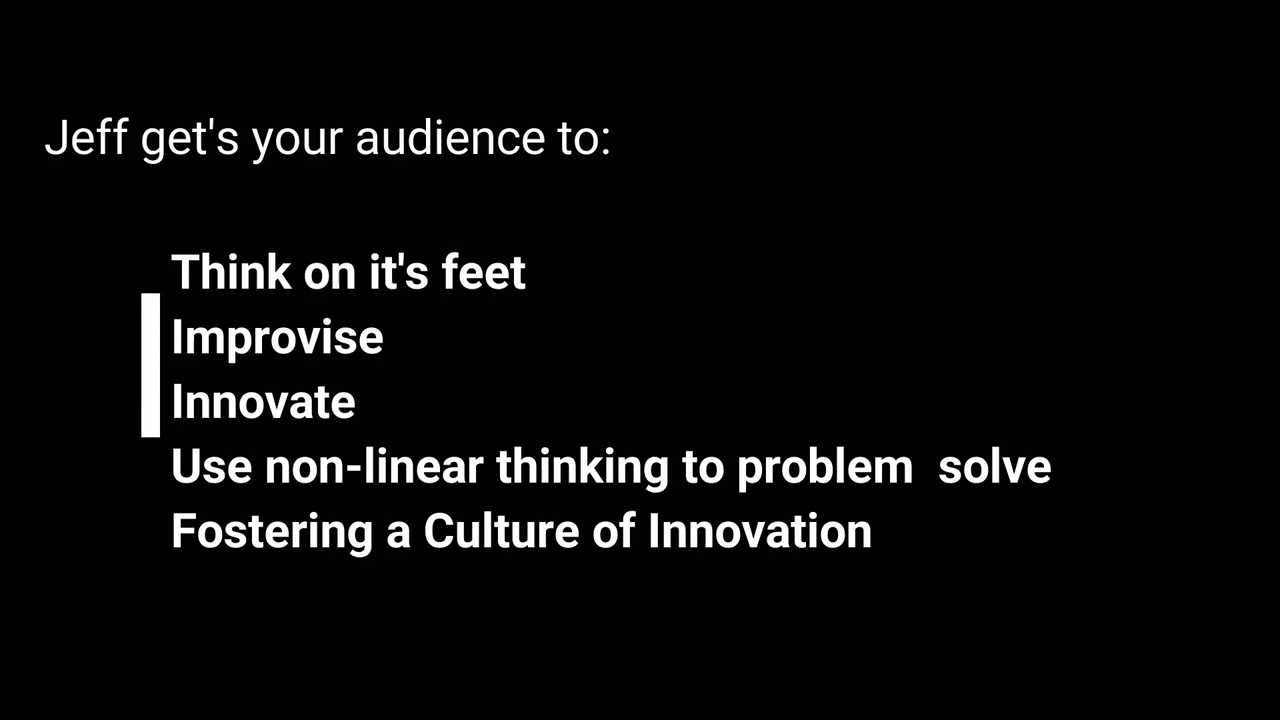 Jeff get's your audience to:
Think on it's feet
Improvise
Innovate
Use non-linear thinking to problem  solve
Fostering a Culture of Innovation